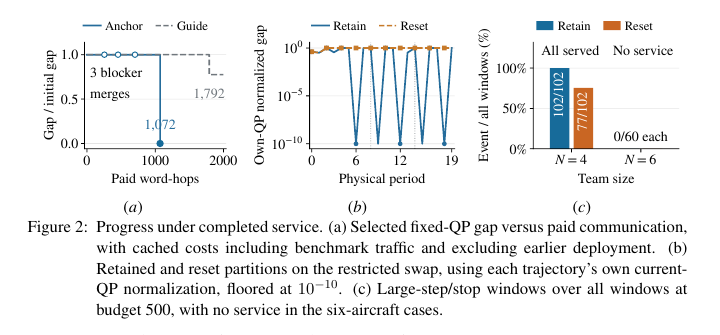 Anchor Guide
Gap / initial gap
1.0
0.5
0.0
3 blocker
merges
1,072
1,792
0 1000 2000
Paid word-hops
(a)
Retain Reset
Own-QP normalized gap
10^0
10^−5
10^−10
0 6 12 19
Physical period
(b)
Retain Reset
Event / all windows (%)
All served No service
100%
50%
0%
102/102
77/102
0/60 each
N = 4 N = 6
Team size
(c)
Figure 2: Progress under completed service. (a) Selected fixed-QP gap versus paid communication,
with cached costs including benchmark traffic and excluding earlier deployment. (b)
Retained and reset partitions on the restricted swap, using each trajectory's own current-
QP normalization, floored at 10^−10. (c) Large-step/stop windows over all windows at
budget 500, with no service in the six-aircraft cases.